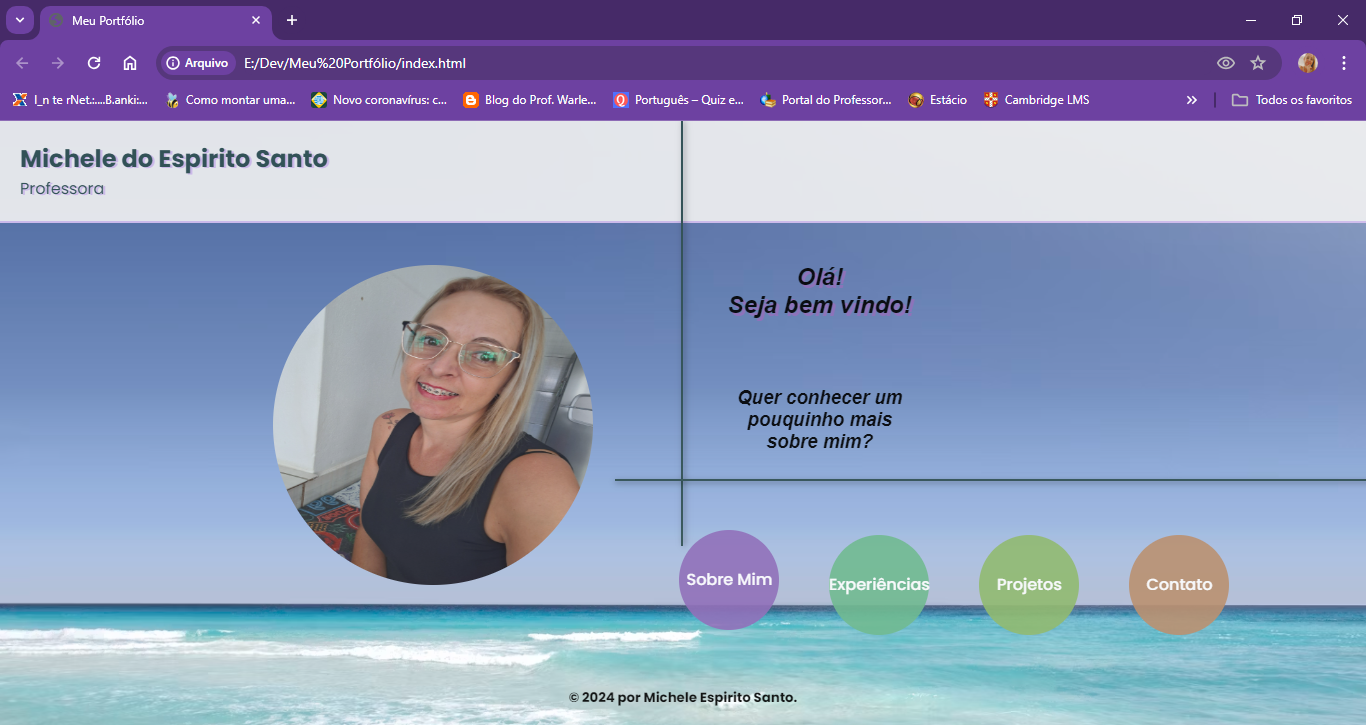 Meu Portfólio
Arquivo
E:/Dev/Meu%20Portfólio/index.html
I_n te rNet.:....B.anki:...
Como montar uma...
Novo coronavírus: c...
Blog do Prof. Warle...
Português – Quiz e...
Portal do Professor...
Estácio
Cambridge LMS
Todos os favoritos
Michele do Espirito Santo
Professora
Olá!
Seja bem vindo!
Quer conhecer um
pouquinho mais
sobre mim?
Sobre Mim
Experiências
Projetos
Contato
© 2024 por Michele Espirito Santo.